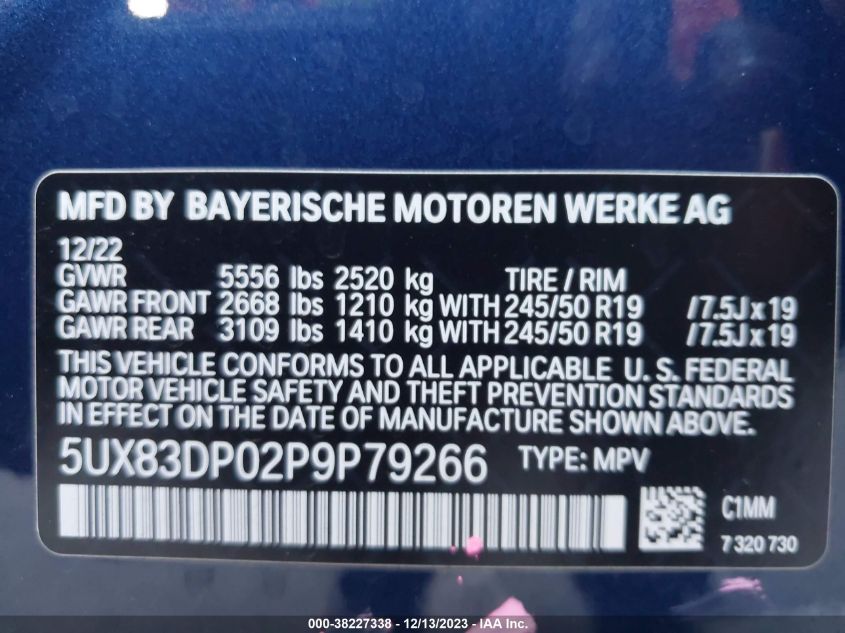 MFD BY BAYERISCHE MOTOREN WERKE AG
12/22
GVWR 5556 lbs 2520 kg TIRE / RIM
GAWR FRONT 2668 lbs 1210 kg WITH 245/50 R19 /7.5J x 19
GAWR REAR 3109 lbs 1410 kg WITH 245/50 R19 /7.5J x 19
THIS VEHICLE CONFORMS TO ALL APPLICABLE U. S. FEDERAL
MOTOR VEHICLE SAFETY AND THEFT PREVENTION STANDARDS
IN EFFECT ON THE DATE OF MANUFACTURE SHOWN ABOVE.
5UX83DP02P9P79266 TYPE: MPV
C1MM
7 320 730
000-38227338 - 12/13/2023 - IAA Inc.